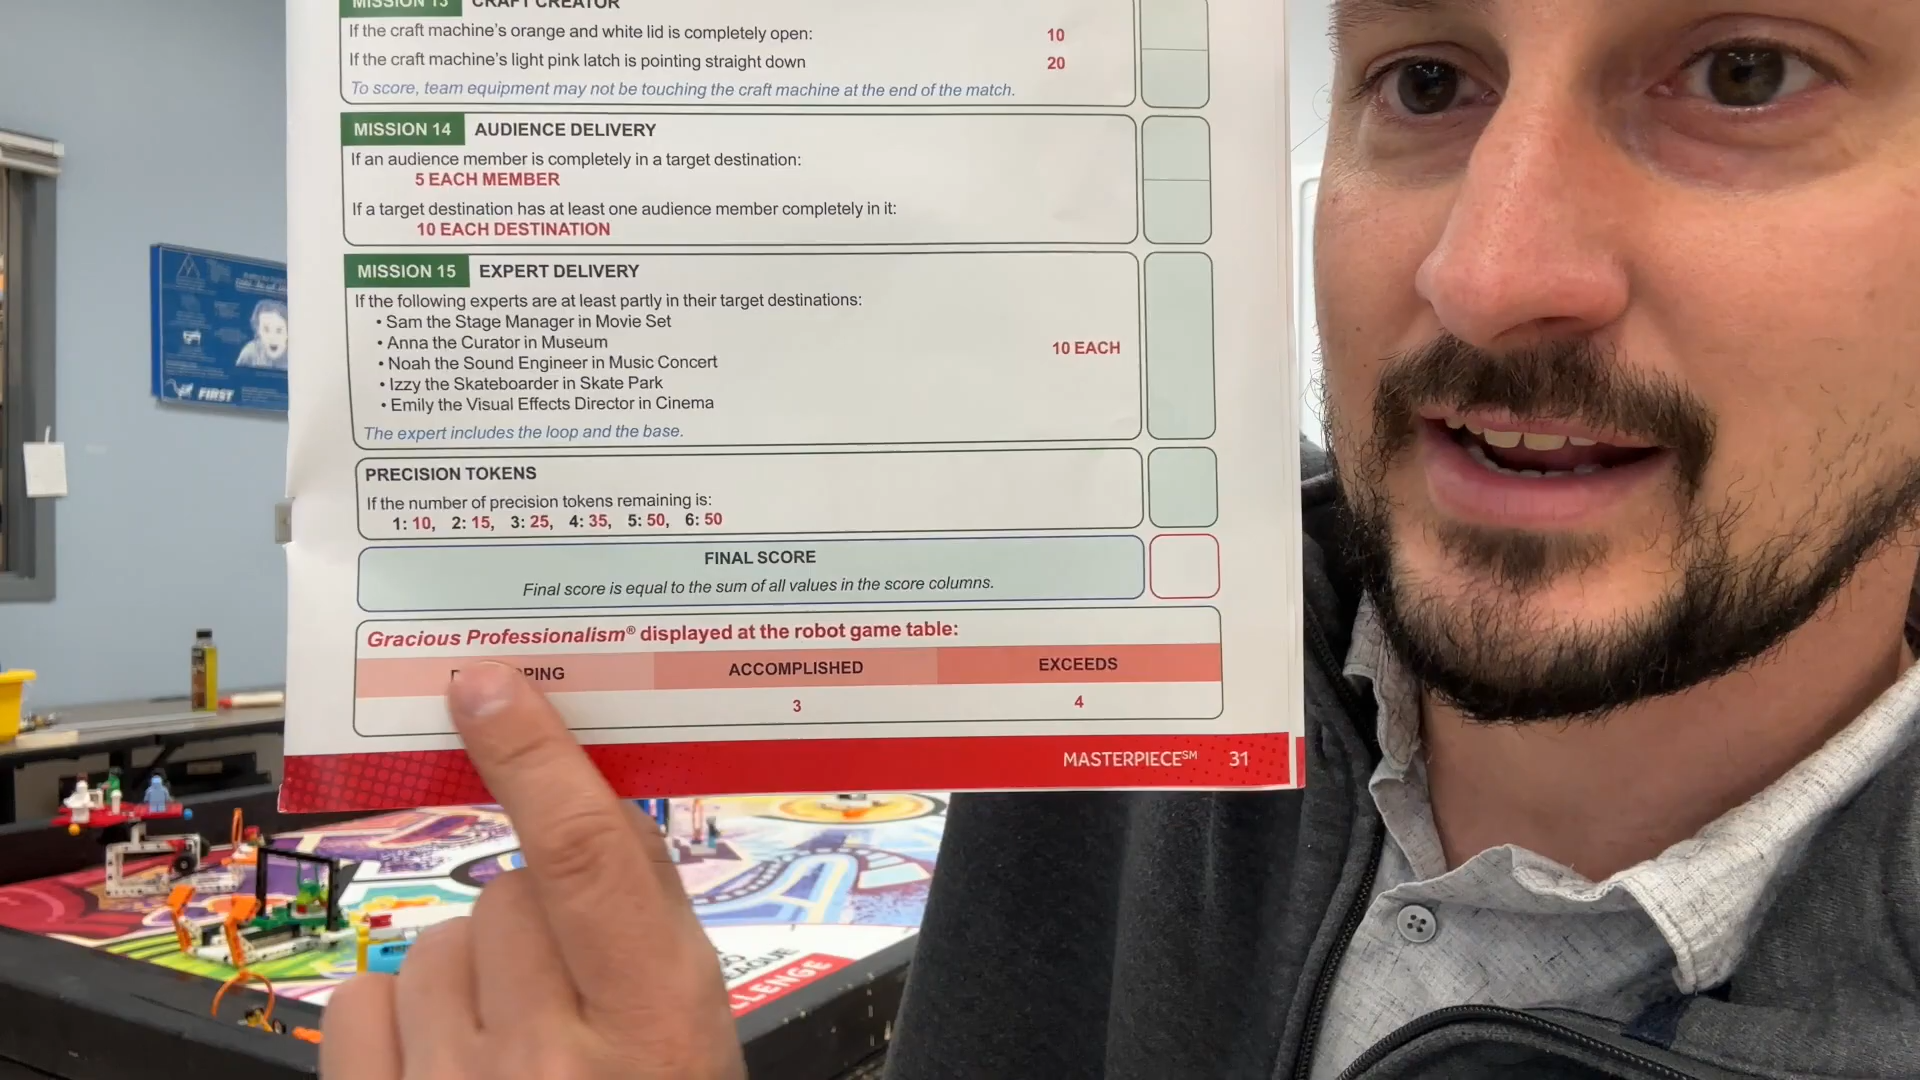 MISSION 13 CRAFT CREATOR
If the craft machine's orange and white lid is completely open: 10
If the craft machine's light pink latch is pointing straight down 20
To score, team equipment may not be touching the craft machine at the end of the match.
MISSION 14 AUDIENCE DELIVERY
If an audience member is completely in a target destination:
5 EACH MEMBER
If a target destination has at least one audience member completely in it:
10 EACH DESTINATION
MISSION 15 EXPERT DELIVERY
If the following experts are at least partly in their target destinations:
• Sam the Stage Manager in Movie Set
• Anna the Curator in Museum
• Noah the Sound Engineer in Music Concert
10 EACH
• Izzy the Skateboarder in Skate Park
• Emily the Visual Effects Director in Cinema
The expert includes the loop and the base.
PRECISION TOKENS
If the number of precision tokens remaining is:
1: 10, 2: 15, 3: 25, 4: 35, 5: 50, 6: 50
FINAL SCORE
Final score is equal to the sum of all values in the score columns.
Gracious Professionalism® displayed at the robot game table:
ACCOMPLISHED EXCEEDS
3 4
MASTERPIECE℠ 31
FIRST